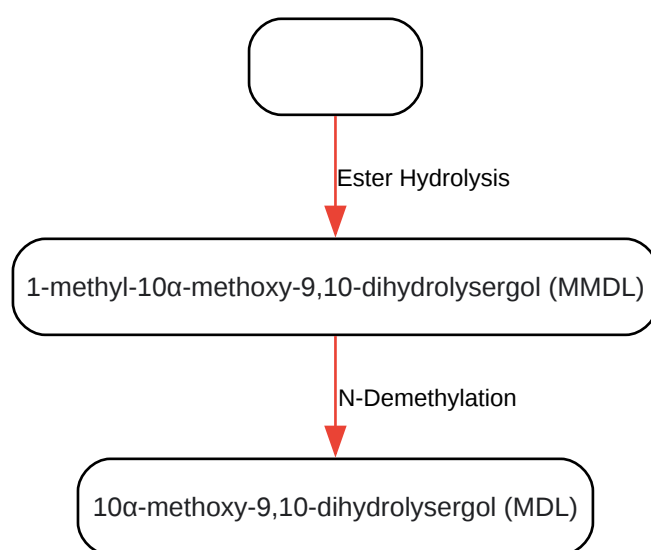 Ester Hydrolysis
1-methyl-10α-methoxy-9,10-dihydrolysergol (MMDL)
N-Demethylation
10α-methoxy-9,10-dihydrolysergol (MDL)